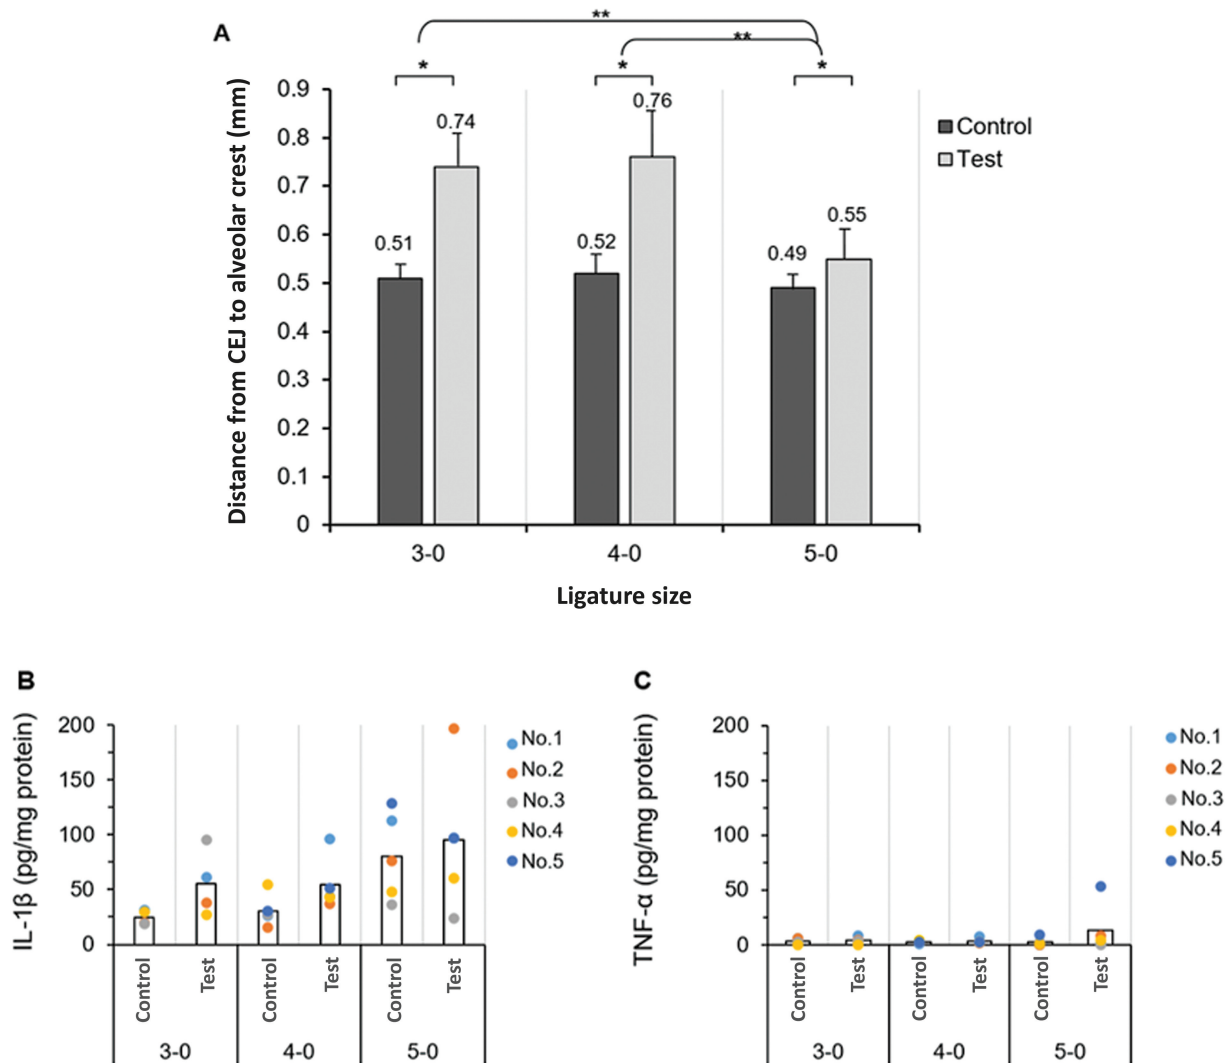 A
**
**
*
*
*
Distance from CEJ to alveolar crest (mm)
0.9
0.8
0.7
0.6
0.5
0.4
0.3
0.2
0.1
0
0.51
0.74
0.52
0.76
0.49
0.55
Control
Test
3-0
4-0
5-0
Ligature size
B
IL-1β (pg/mg protein)
200
150
100
50
0
Control
Test
Control
Test
Control
Test
3-0
4-0
5-0
No.1
No.2
No.3
No.4
No.5
C
TNF-α (pg/mg protein)
200
150
100
50
0
Control
Test
Control
Test
Control
Test
3-0
4-0
5-0
No.1
No.2
No.3
No.4
No.5